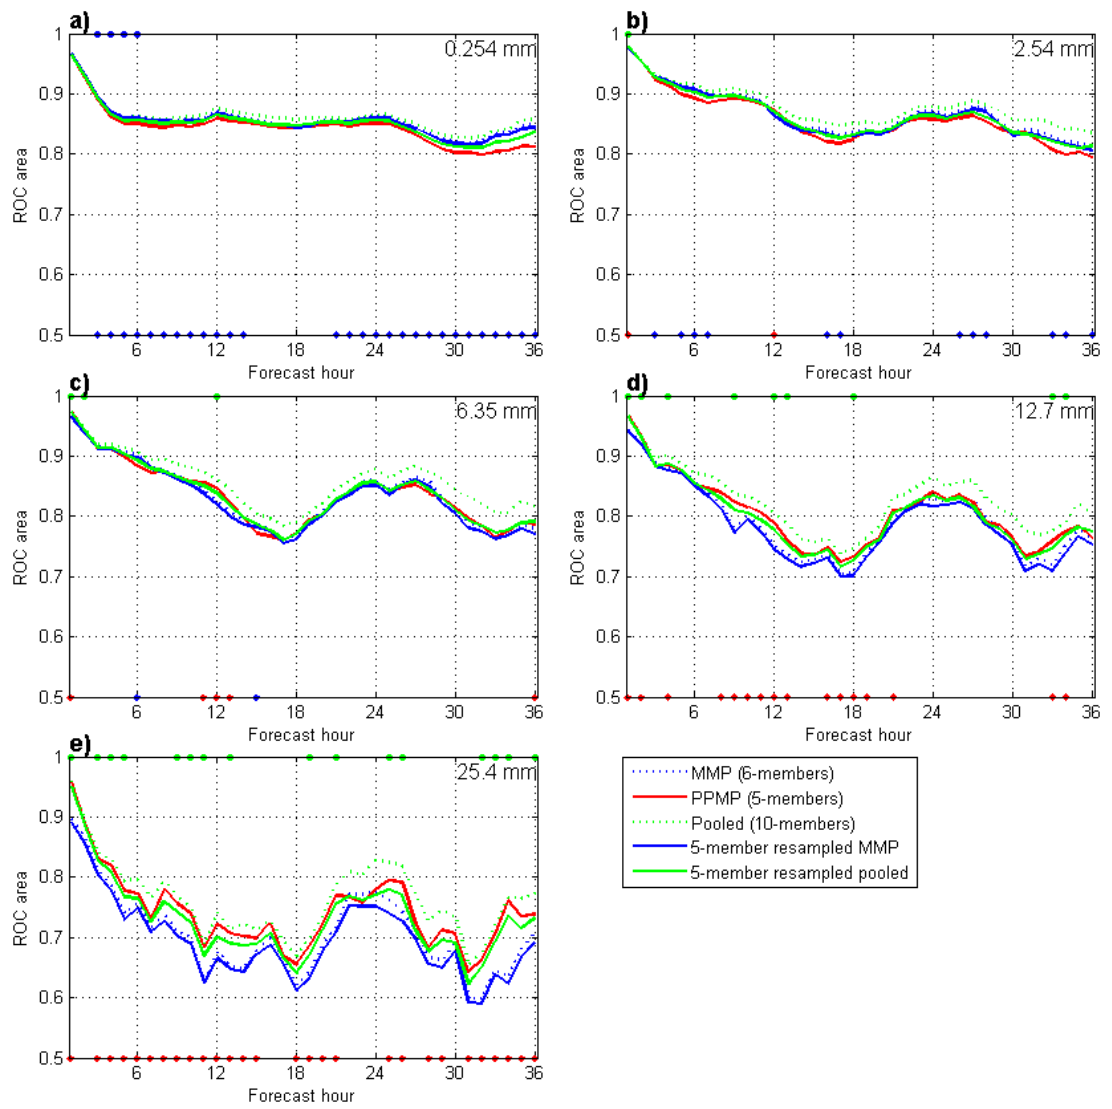 a)
0.254 mm
1
0.9
0.8
0.7
0.6
0.5
ROC area
6 12 18 24 30 36
Forecast hour
b)
2.54 mm
1
0.9
0.8
0.7
0.6
0.5
ROC area
6 12 18 24 30 36
Forecast hour
c)
6.35 mm
1
0.9
0.8
0.7
0.6
0.5
ROC area
6 12 18 24 30 36
Forecast hour
d)
12.7 mm
1
0.9
0.8
0.7
0.6
0.5
ROC area
6 12 18 24 30 36
Forecast hour
e)
25.4 mm
1
0.9
0.8
0.7
0.6
0.5
ROC area
6 12 18 24 30 36
Forecast hour
MMP (6-members)
PPMP (5-members)
Pooled (10-members)
5-member resampled MMP
5-member resampled pooled